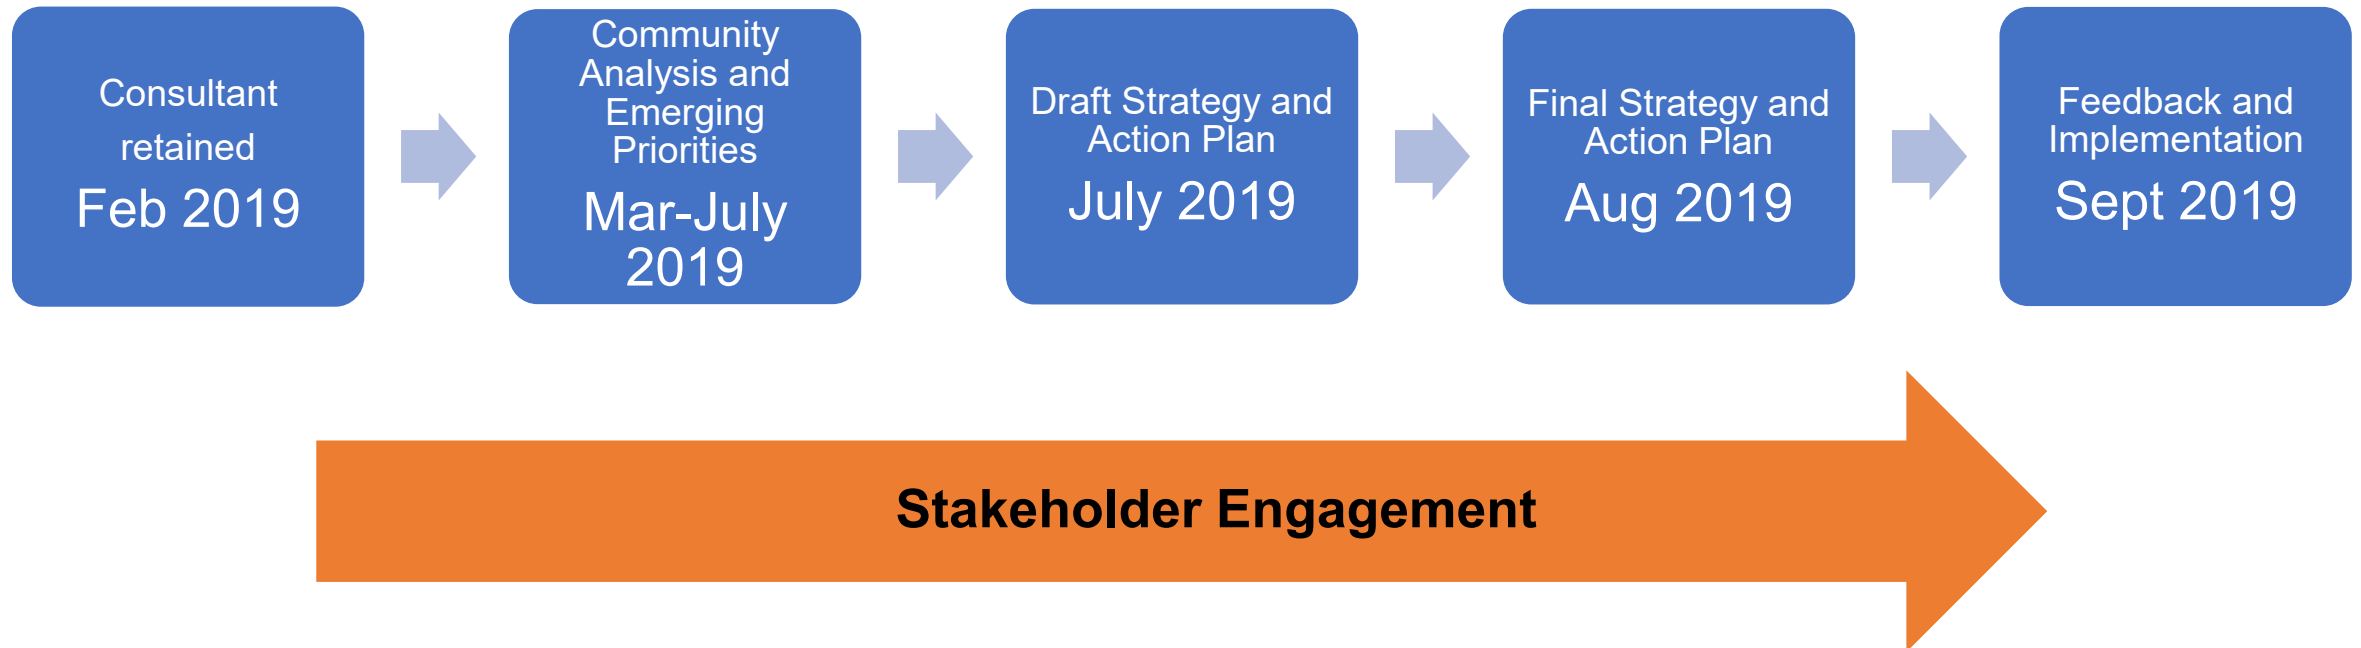 Consultant
retained
Feb 2019
Community
Analysis and
Emerging
Priorities
Mar-July
2019
Draft Strategy and
Action Plan
July 2019
Final Strategy and
Action Plan
Aug 2019
Feedback and
Implementation
Sept 2019
Stakeholder Engagement